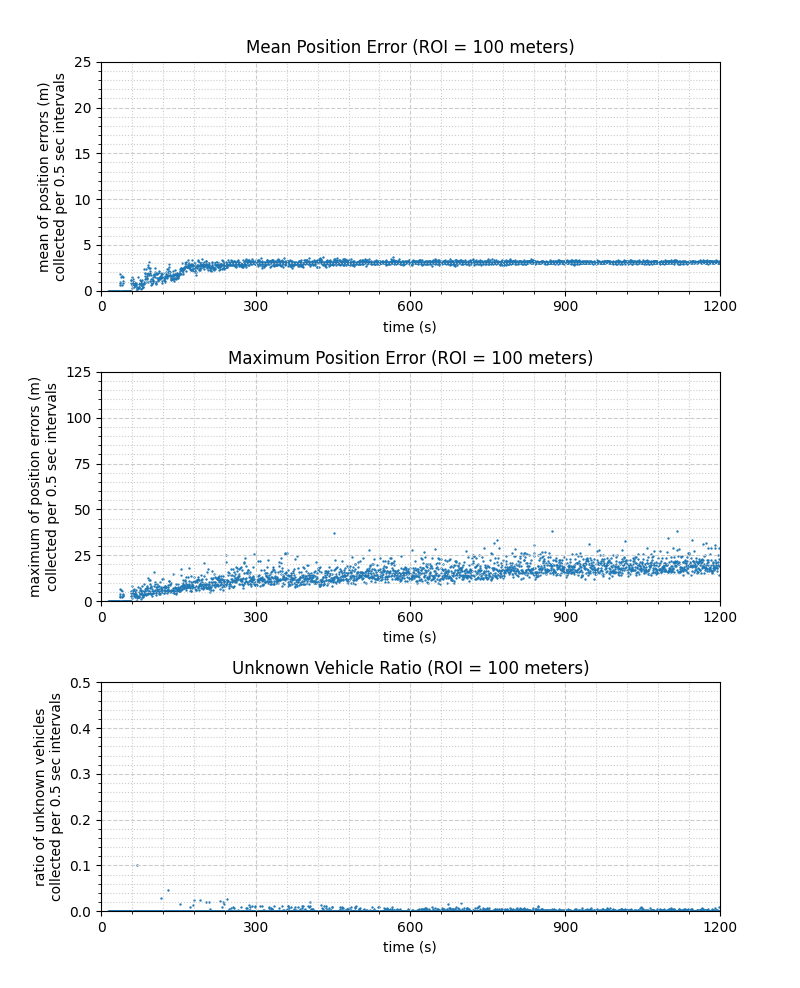 Mean Position Error (ROI = 100 meters)
mean of position errors (m)
collected per 0.5 sec intervals
25
20
15
10
5
0
0 300 600 900 1200
time (s)
Maximum Position Error (ROI = 100 meters)
maximum of position errors (m)
collected per 0.5 sec intervals
125
100
75
50
25
0
0 300 600 900 1200
time (s)
Unknown Vehicle Ratio (ROI = 100 meters)
ratio of unknown vehicles
collected per 0.5 sec intervals
0.5
0.4
0.3
0.2
0.1
0.0
0 300 600 900 1200
time (s)